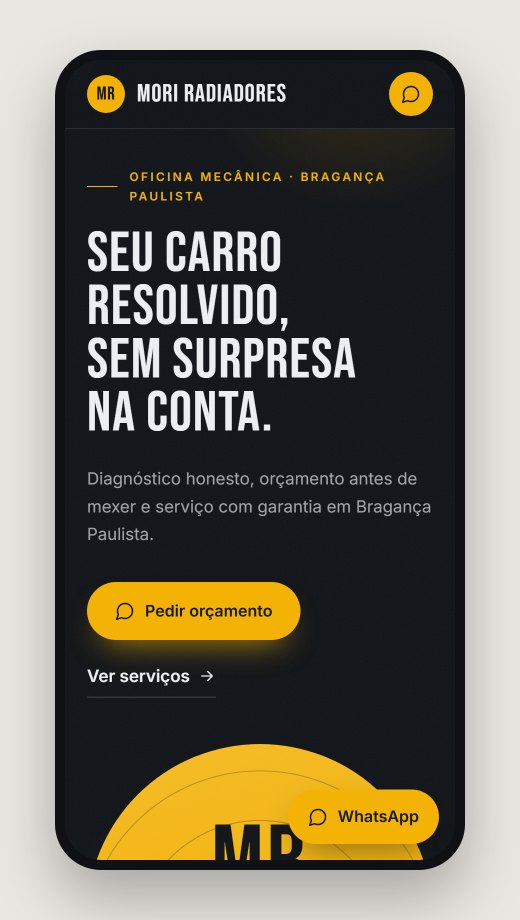 MR MORI RADIADORES
OFICINA MECÂNICA · BRAGANÇA
PAULISTA
SEU CARRO
RESOLVIDO,
SEM SURPRESA
NA CONTA.
Diagnóstico honesto, orçamento antes de
mexer e serviço com garantia em Bragança
Paulista.
Pedir orçamento
Ver serviços →
WhatsApp
MR